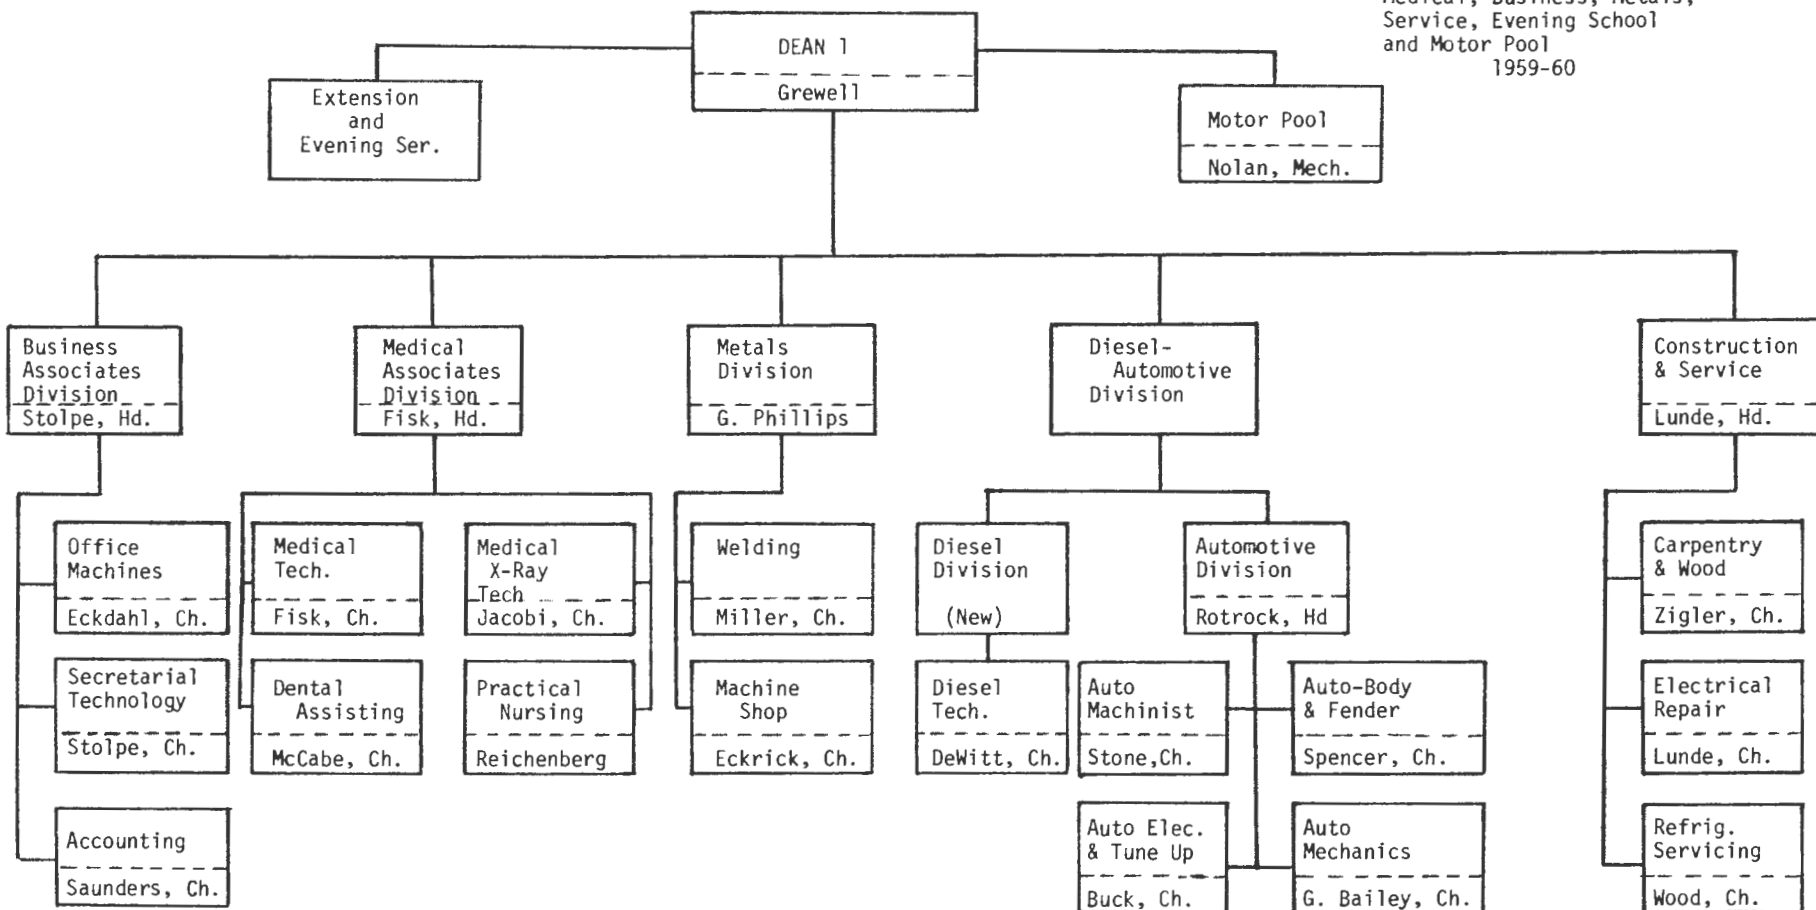 Medical, Business, Metals,
Service, Evening School
and Motor Pool
1959-60
DEAN 1
Grewell
Extension
and
Evening Ser.
Motor Pool
Nolan, Mech.
Business
Associates
Division
Stolpe, Hd.
Medical
Associates
Division
Fisk, Hd.
Metals
Division
G. Phillips
Diesel-
Automotive
Division
Construction
& Service
Lunde, Hd.
Office
Machines
Eckdahl, Ch.
Medical
Tech.
Fisk, Ch.
Medical
X-Ray
Tech
Jacobi, Ch.
Welding
Miller, Ch.
Diesel
Division
(New)
Automotive
Division
Rotrock, Hd
Carpentry
& Wood
Zigler, Ch.
Secretarial
Technology
Stolpe, Ch.
Dental
Assisting
McCabe, Ch.
Practical
Nursing
Reichenberg
Machine
Shop
Eckrick, Ch.
Diesel
Tech.
DeWitt, Ch.
Auto
Machinist
Stone,Ch.
Auto-Body
& Fender
Spencer, Ch.
Electrical
Repair
Lunde, Ch.
Accounting
Saunders, Ch.
Auto Elec.
& Tune Up
Buck, Ch.
Auto
Mechanics
G. Bailey, Ch.
Refrig.
Servicing
Wood, Ch.